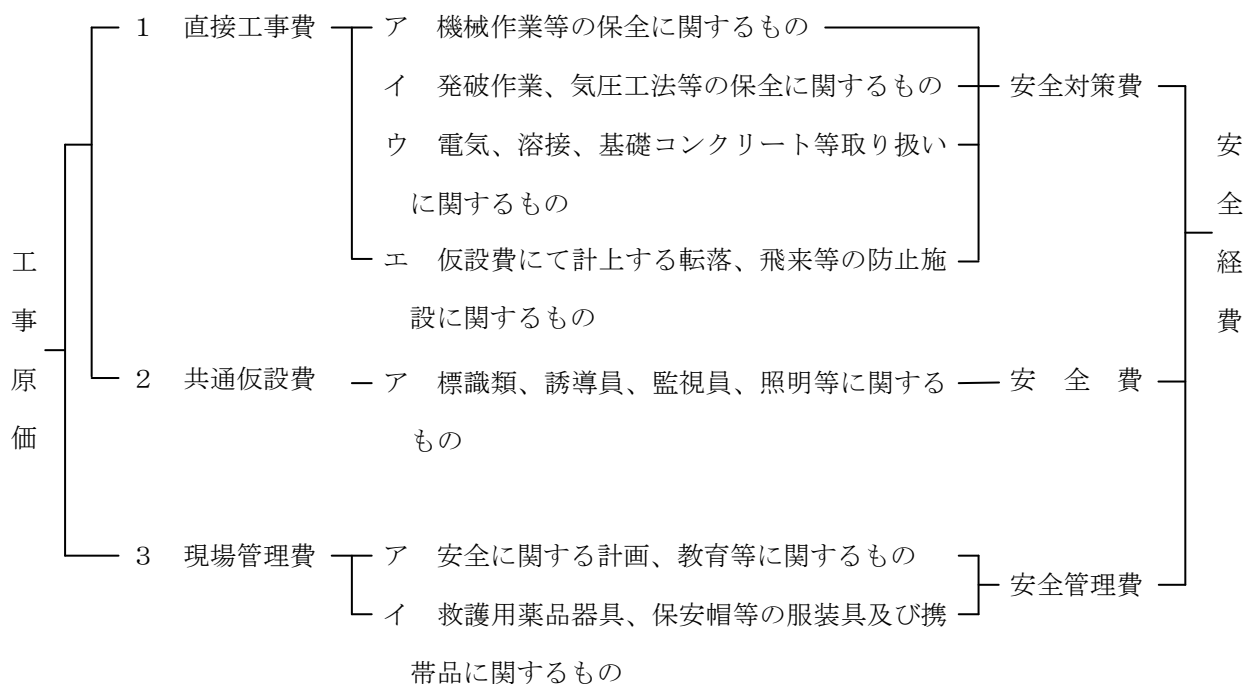 1 直接工事費 ア 機械作業等の保全に関するもの
イ 発破作業、気圧工法等の保全に関するもの 安全対策費
ウ 電気、溶接、基礎コンクリート等取り扱い
に関するもの
エ 仮設費にて計上する転落、飛来等の防止施
設に関するもの
工事原価
2 共通仮設費 ア 標識類、誘導員、監視員、照明等に関する 安全費
もの
3 現場管理費 ア 安全に関する計画、教育等に関するもの
安全管理費
イ 救護用薬品器具、保安帽等の服装具及び携
帯品に関するもの
安全経費